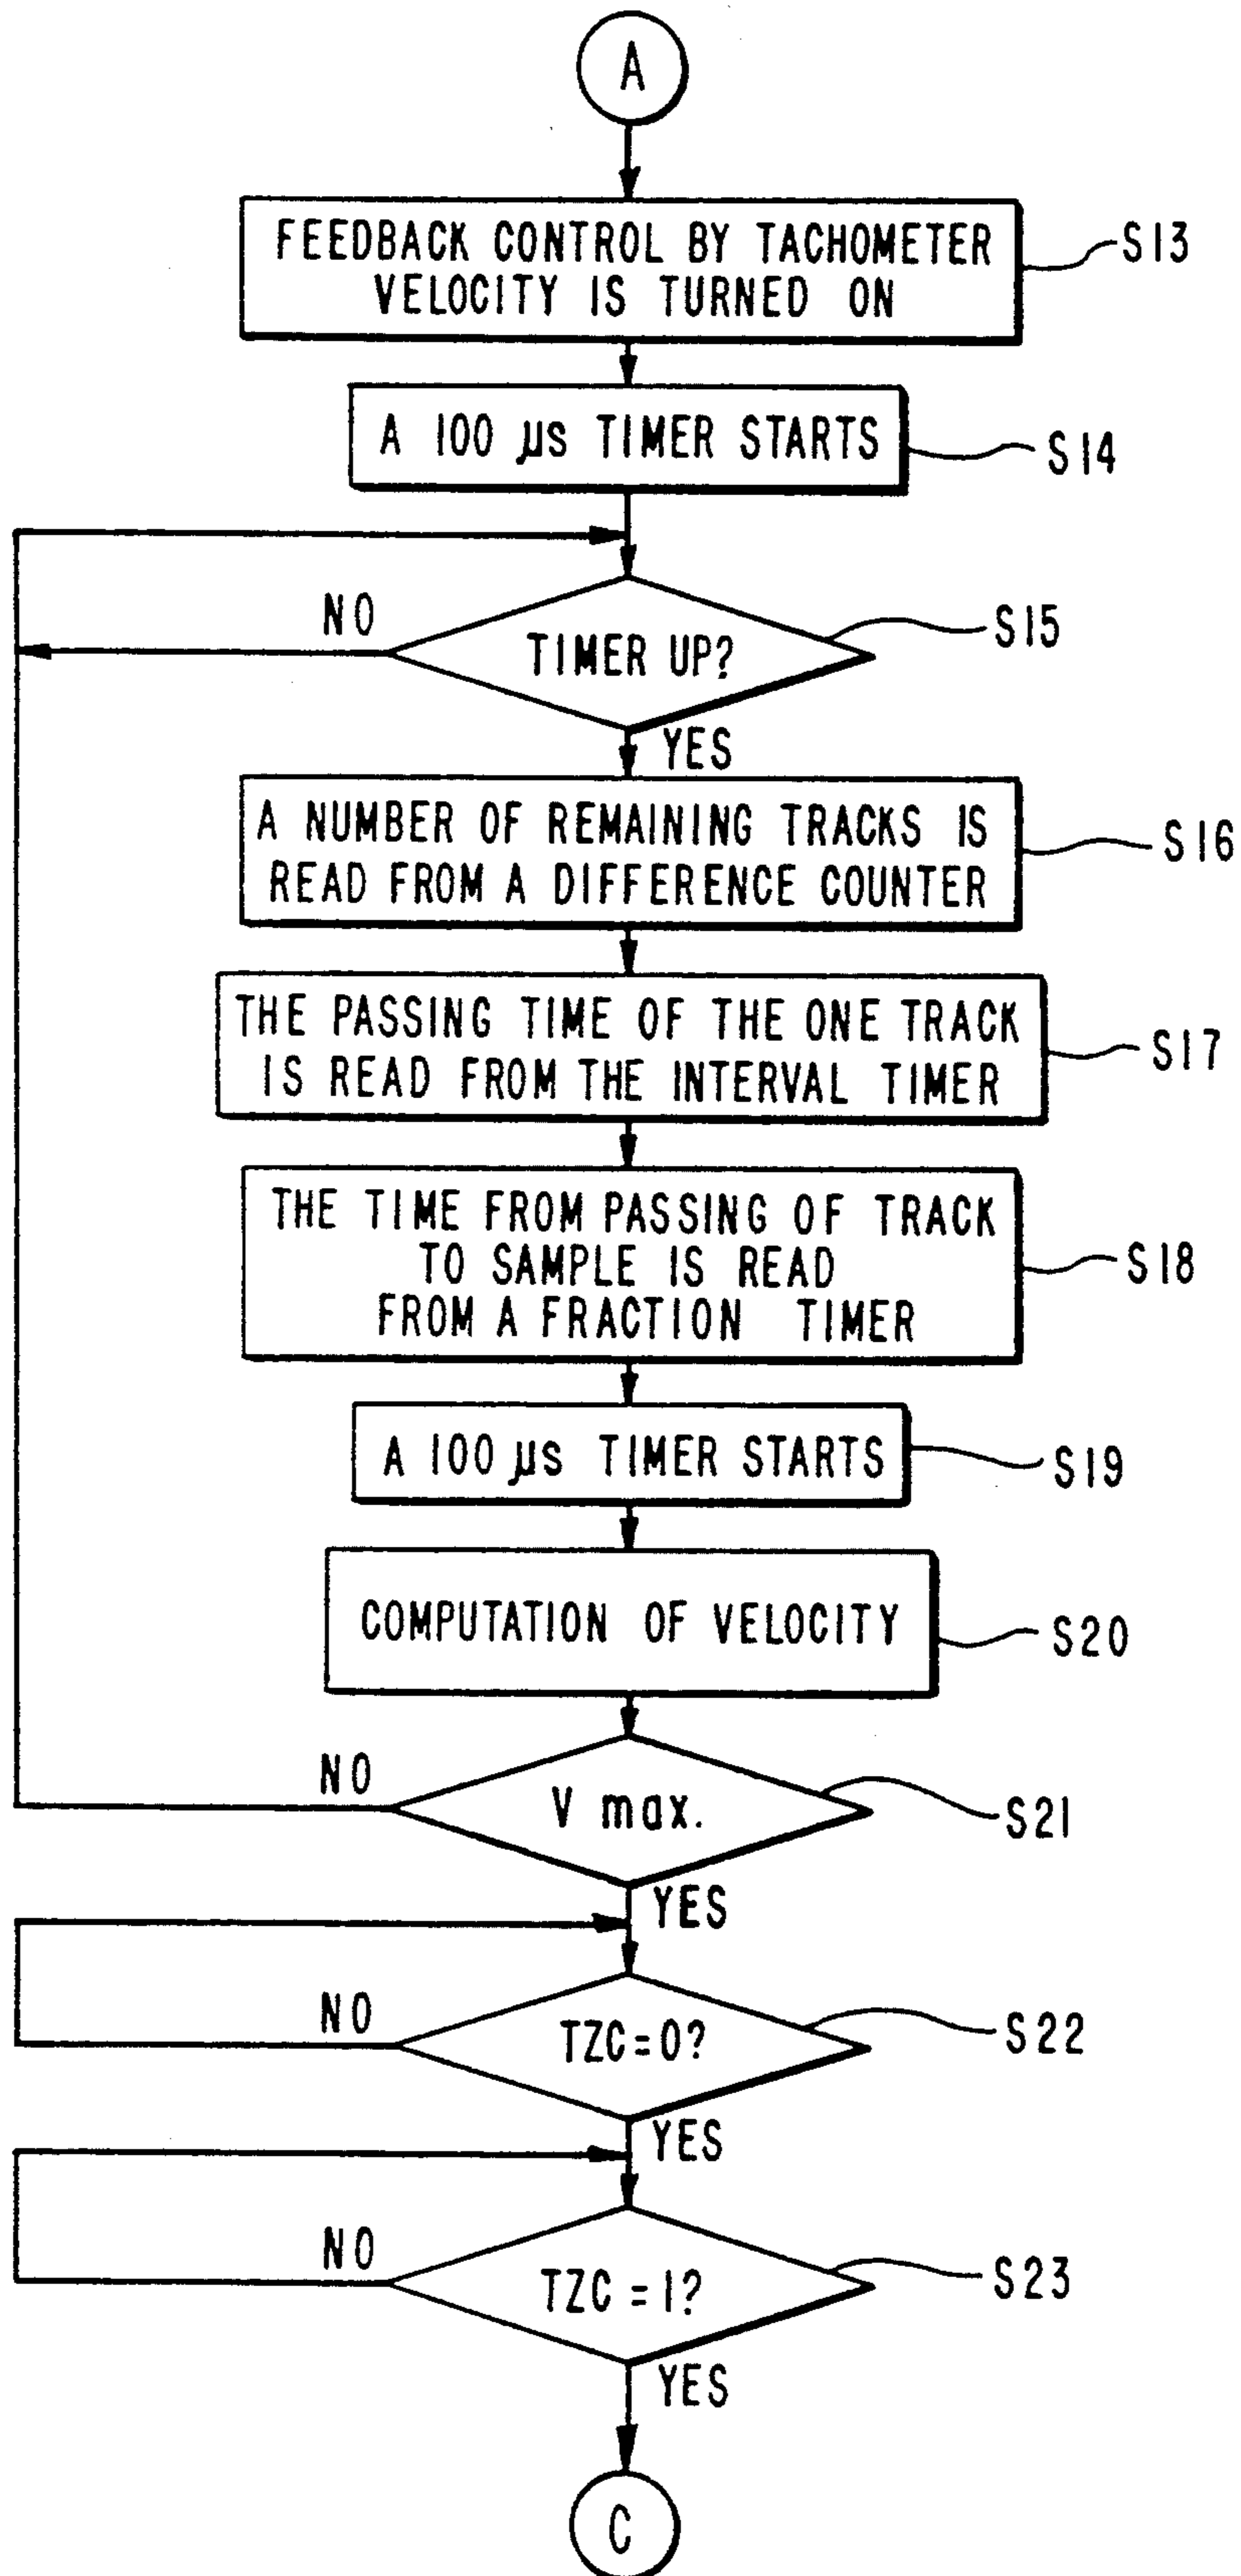 A
FEEDBACK CONTROL BY TACHOMETER
VELOCITY IS TURNED ON
S13
A 100 µs TIMER STARTS
S14
NO
TIMER UP?
S15
YES
A NUMBER OF REMAINING TRACKS IS
READ FROM A DIFFERENCE COUNTER
S16
THE PASSING TIME OF THE ONE TRACK
IS READ FROM THE INTERVAL TIMER
S17
THE TIME FROM PASSING OF TRACK
TO SAMPLE IS READ
FROM A FRACTION TIMER
S18
A 100 µs TIMER STARTS
S19
COMPUTATION OF VELOCITY
S20
NO
V max.
S21
YES
NO
TZC=0?
S22
YES
NO
TZC=1?
S23
YES
C